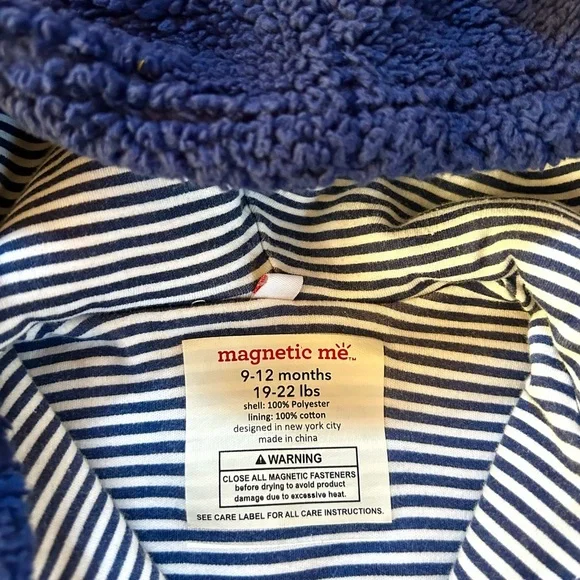 magnetic me™
9-12 months
19-22 lbs
shell: 100% Polyester
lining: 100% cotton
designed in new york city
made in china
⚠WARNING
CLOSE ALL MAGNETIC FASTENERS
before drying to avoid product
damage due to excessive heat.
SEE CARE LABEL FOR ALL CARE INSTRUCTIONS.